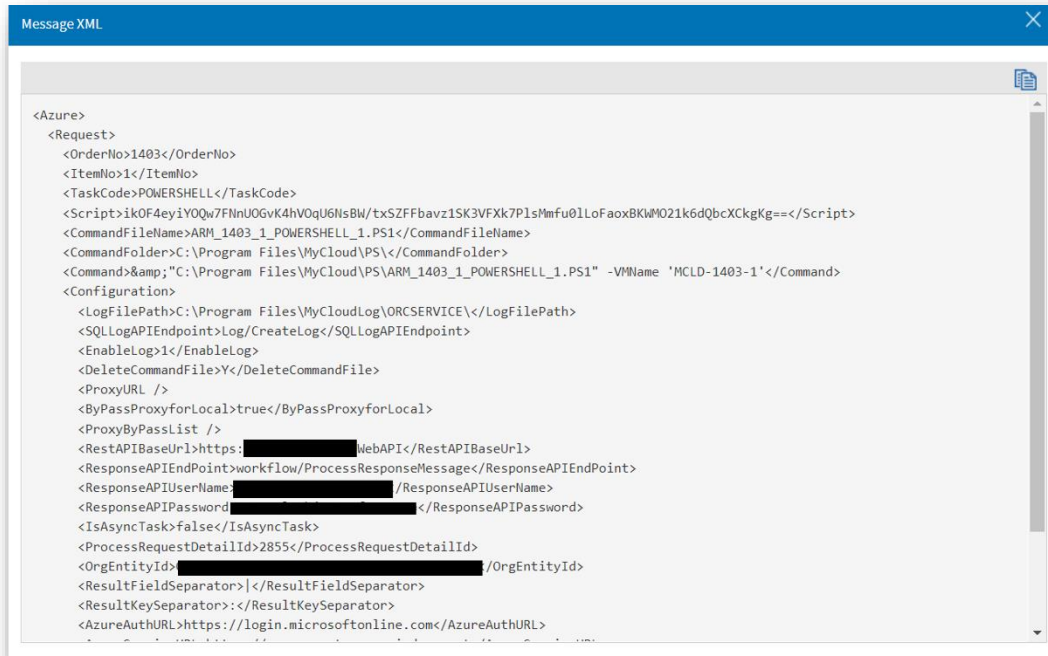 Message XML
<Azure>
<Request>
<OrderNo>1403</OrderNo>
<ItemNo>1</ItemNo>
<TaskCode>POWERSHELL</TaskCode>
<Script>ikOF4eyiYOQw7FNnUOGvK4hVOqU6NsBW/txSZFFbavz1SK3VFXk7PlsMmfu0lLoFaoxBKWMO21k6dQbcXCkgKg==</Script>
<CommandFileName>ARM_1403_1_POWERSHELL_1.PS1</CommandFileName>
<CommandFolder>C:\Program Files\MyCloud\PS\</CommandFolder>
<Command>&amp;"C:\Program Files\MyCloud\PS\ARM_1403_1_POWERSHELL_1.PS1" -VMName 'MCLD-1403-1'</Command>
<Configuration>
<LogFilePath>C:\Program Files\MyCloudLog\ORCSERVICE\</LogFilePath>
<SQLLogAPIEndpoint>Log/CreateLog</SQLLogAPIEndpoint>
<EnableLog>1</EnableLog>
<DeleteCommandFile>Y</DeleteCommandFile>
<ProxyURL />
<ByPassProxyforLocal>true</ByPassProxyforLocal>
<ProxyByPassList />
<RestAPIBaseUrl>https: WebAPI</RestAPIBaseUrl>
<ResponseAPIEndPoint>workflow/ProcessResponseMessage</ResponseAPIEndPoint>
<ResponseAPIUserName> /ResponseAPIUserName>
<ResponseAPIPassword </ResponseAPIPassword>
<IsAsyncTask>false</IsAsyncTask>
<ProcessRequestDetailId>2855</ProcessRequestDetailId>
<OrgEntityId> /OrgEntityId>
<ResultFieldSeparator>|</ResultFieldSeparator>
<ResultKeySeparator>:</ResultKeySeparator>
<AzureAuthURL>https://login.microsoftonline.com</AzureAuthURL>